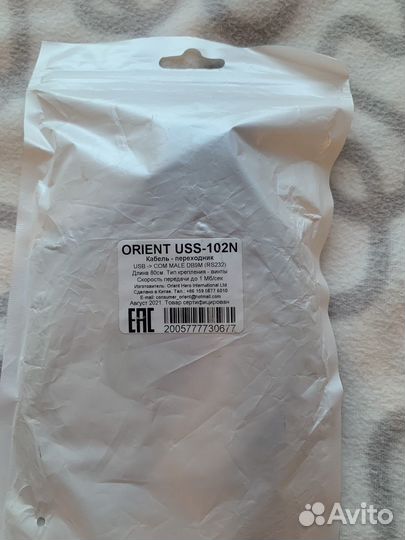 ORIENT USS-102N
Кабель - переходник
USB -> COM MALE DB9M (RS232)
Длина 80см. Тип крепления - винты
Скорость передачи до 1 Мб/сек
Изготовитель: Orient Hero International Ltd
Сделано в Китае. Тел.: +86 159 0877 6010
E-mail: consumer_orient@hotmail.com
Август 2021. Товар сертифицирован
EAC
2005777730677
Avito